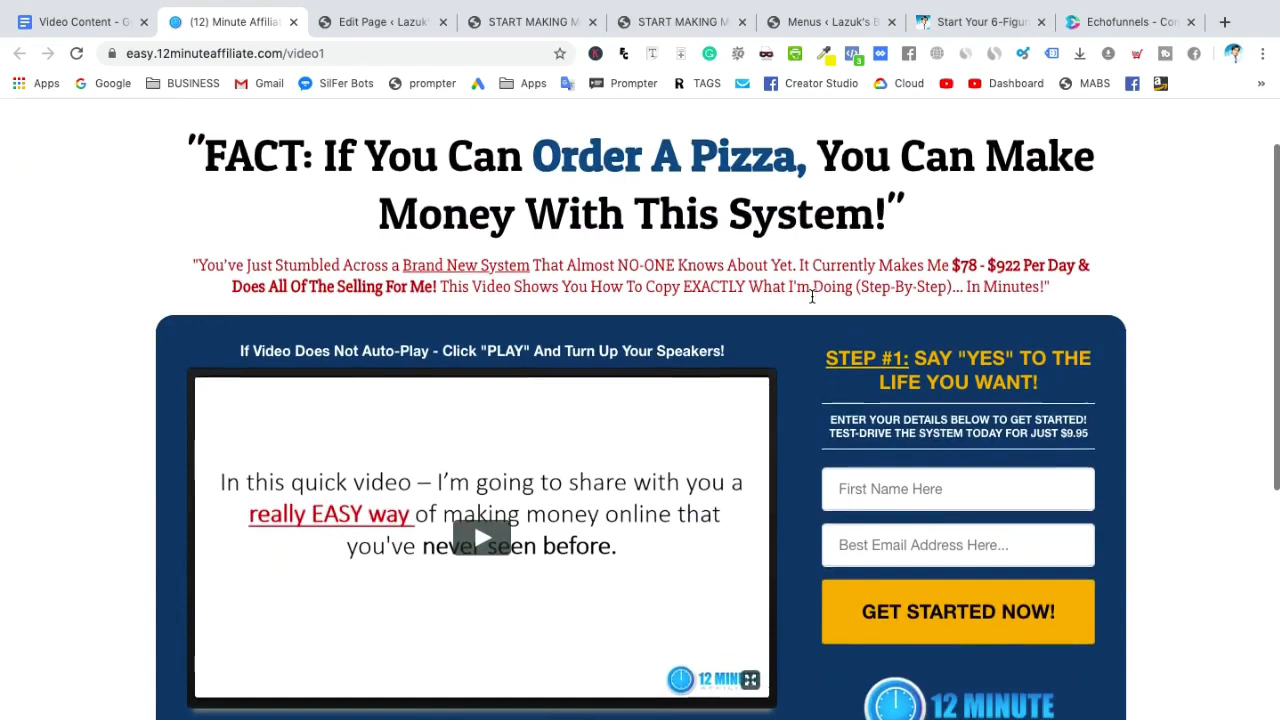 Video Content - G
(12) Minute Affilia
Edit Page ‹ Lazuk's
START MAKING M
START MAKING M
Menus ‹ Lazuk's B
Start Your 6-Figur
Echofunnels - Con
easy.12minuteaffiliate.com/video1
Apps
Google
BUSINESS
Gmail
SilFer Bots
prompter
Apps
Prompter
TAGS
Creator Studio
Cloud
Dashboard
MABS
"FACT: If You Can Order A Pizza, You Can Make
Money With This System!"
"You've Just Stumbled Across a Brand New System That Almost NO-ONE Knows About Yet. It Currently Makes Me $78 - $922 Per Day &
Does All Of The Selling For Me! This Video Shows You How To Copy EXACTLY What I'm Doing (Step-By-Step)... In Minutes!"
If Video Does Not Auto-Play - Click "PLAY" And Turn Up Your Speakers!
In this quick video – I'm going to share with you a
really EASY way of making money online that
you've never seen before.
12 MIN
STEP #1: SAY "YES" TO THE
LIFE YOU WANT!
ENTER YOUR DETAILS BELOW TO GET STARTED!
TEST-DRIVE THE SYSTEM TODAY FOR JUST $9.95
First Name Here
Best Email Address Here...
GET STARTED NOW!
12 MINUTE